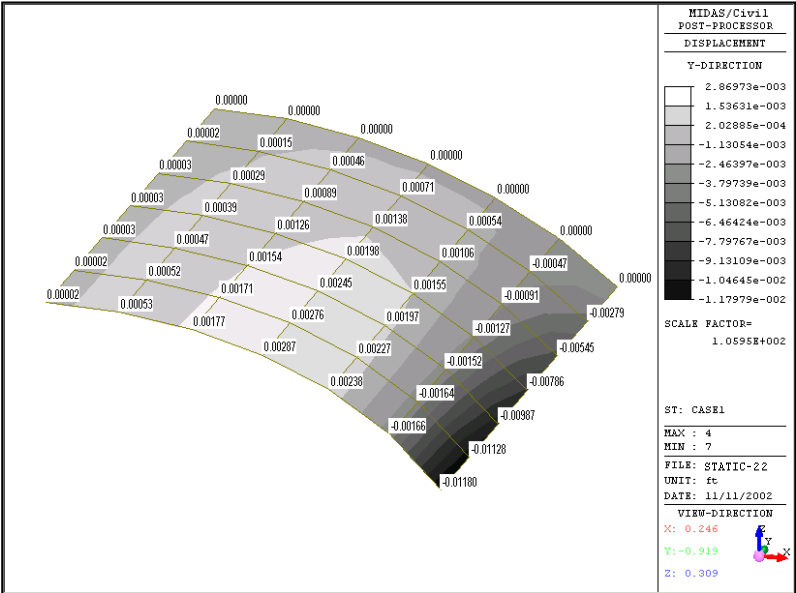 MIDAS/Civil
POST-PROCESSOR
DISPLACEMENT
Y-DIRECTION
2.86973e-003
1.53631e-003
2.02885e-004
-1.13054e-003
-2.46397e-003
-3.79739e-003
-5.13082e-003
-6.46424e-003
-7.79767e-003
-9.13109e-003
-1.04645e-002
-1.17979e-002
SCALE FACTOR=
1.0595E+002
ST: CASE1
MAX : 4
MIN : 7
FILE: STATIC-22
UNIT: ft
DATE: 11/11/2002
VIEW-DIRECTION
X: 0.246
Y:-0.919
Z: 0.309
Z
Y
X
0.00000
0.00000
0.00000
0.00000
0.00000
0.00000
0.00000
0.00002
0.00015
0.00046
0.00071
0.00054
-0.00047
-0.00279
0.00003
0.00029
0.00089
0.00138
0.00106
-0.00091
-0.00545
0.00003
0.00039
0.00126
0.00198
0.00155
-0.00127
-0.00786
0.00003
0.00047
0.00154
0.00245
0.00197
-0.00152
-0.00987
0.00002
0.00052
0.00171
0.00276
0.00227
-0.00164
-0.01128
0.00002
0.00053
0.00177
0.00287
0.00238
-0.00166
-0.01180